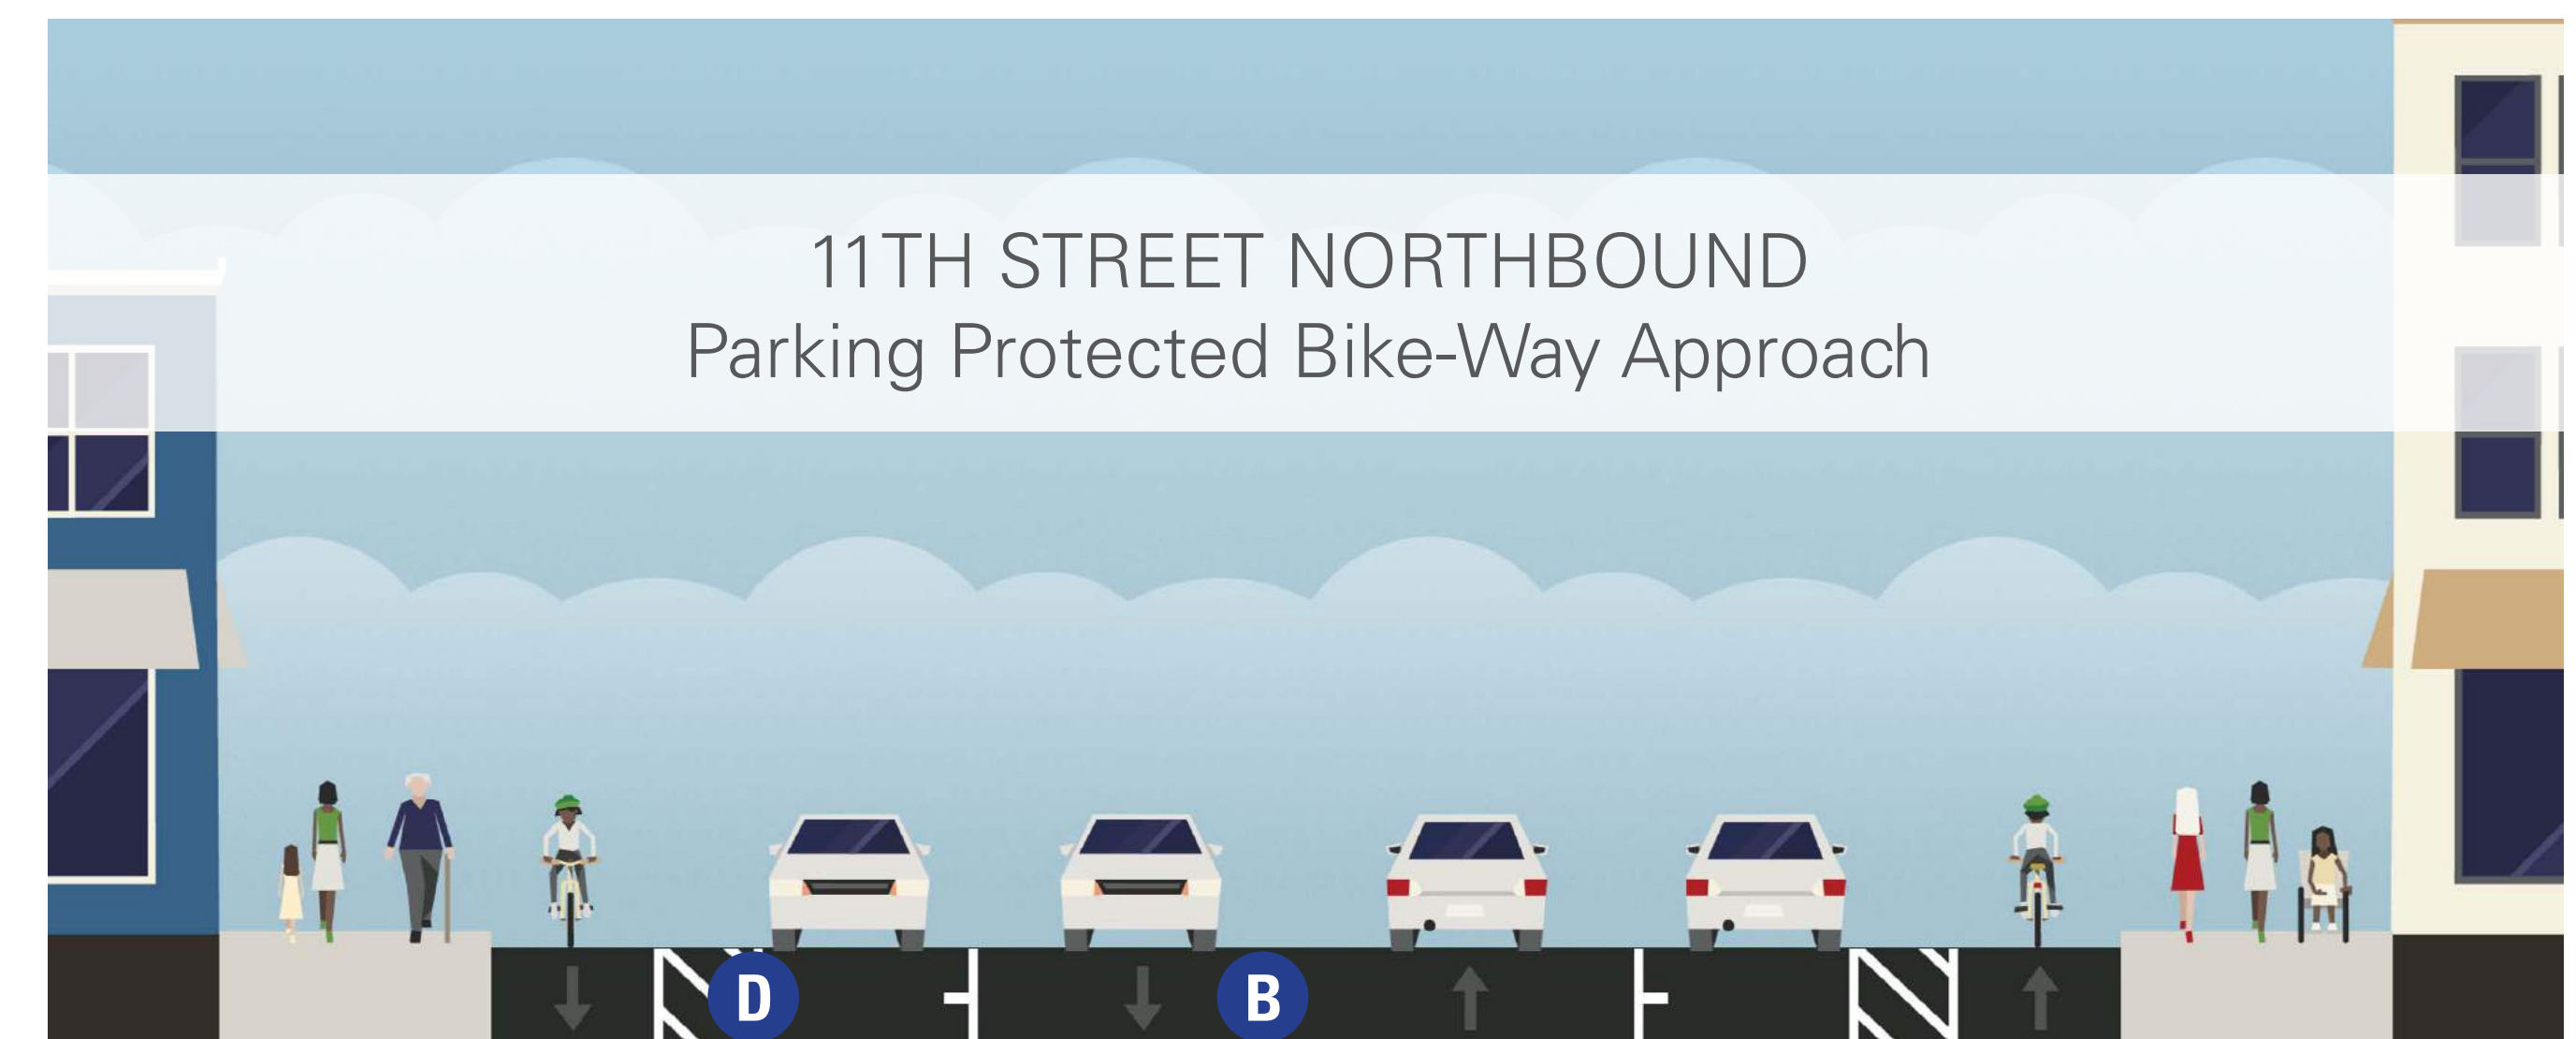 11TH STREET NORTHBOUND
Parking Protected Bike-Way Approach
D B